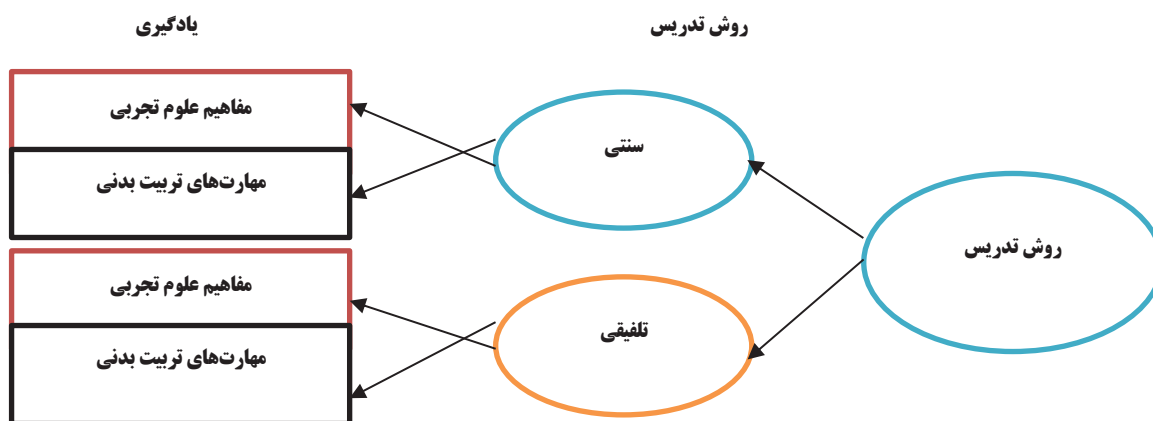 روش تدریس
یادگیری
روش تدریس
سنتی
تلفیقی
مفاهیم علوم تجربی
مهارت‌های تربیت بدنی
مفاهیم علوم تجربی
مهارت‌های تربیت بدنی